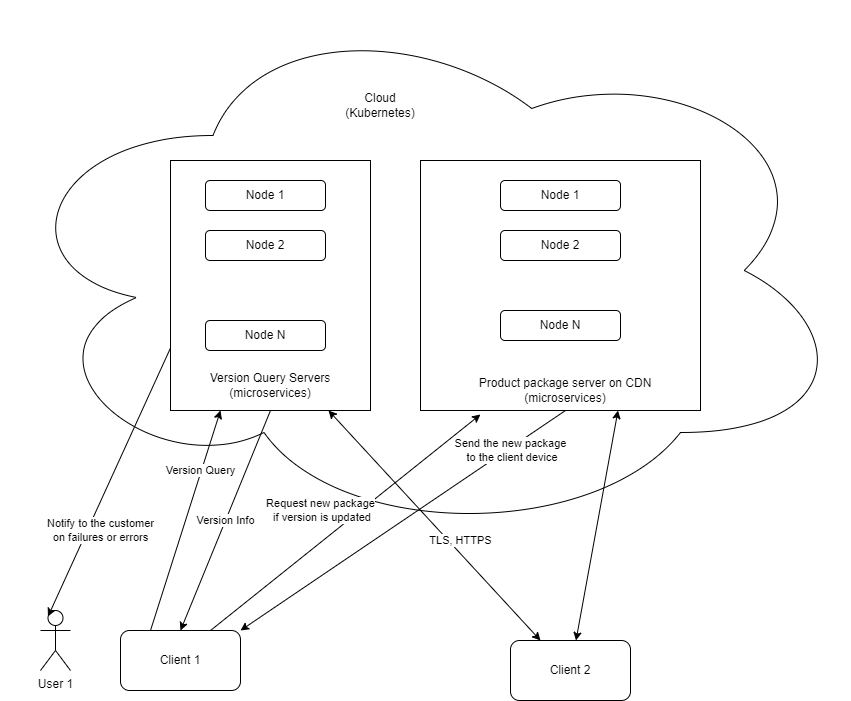 Cloud
(Kubernetes)
Node 1
Node 2
Node N
Version Query Servers
(microservices)
Node 1
Node 2
Node N
Product package server on CDN
(microservices)
Version Query
Version Info
Send the new package
to the client device
Request new package
if version is updated
Notify to the customer
on failures or errors
TLS, HTTPS
User 1
Client 1
Client 2